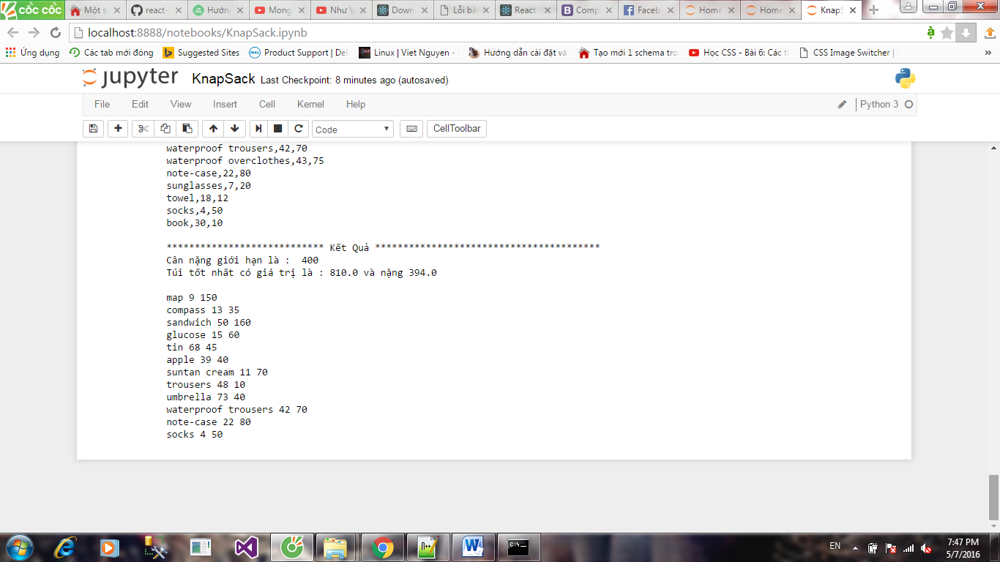 cốc cốc
Một s
react-
Hướn
Mong
Như V
Down
Lỗi bả
React
Comp
Faceb
Home
Home
KnapS
localhost:8888/notebooks/KnapSack.ipynb
Ứng dụng
Các tab mới đóng
Suggested Sites
Product Support | Del
Linux | Viet Nguyen -
Hướng dẫn cài đặt và
Tạo mới 1 schema tro
Học CSS - Bài 6: Các t
CSS Image Switcher |
»
jupyter KnapSack Last Checkpoint: 8 minutes ago (autosaved)
File Edit View Insert Cell Kernel Help Python 3
Code CellToolbar
waterproof trousers,42,70
waterproof overclothes,43,75
note-case,22,80
sunglasses,7,20
towel,18,12
socks,4,50
book,30,10
**************************** Kết Quả ****************************************
Cân nặng giới hạn là :  400
Túi tốt nhất có giá trị là : 810.0 và nặng 394.0
map 9 150
compass 13 35
sandwich 50 160
glucose 15 60
tin 68 45
apple 39 40
suntan cream 11 70
trousers 48 10
umbrella 73 40
waterproof trousers 42 70
note-case 22 80
socks 4 50
EN
7:47 PM
5/7/2016